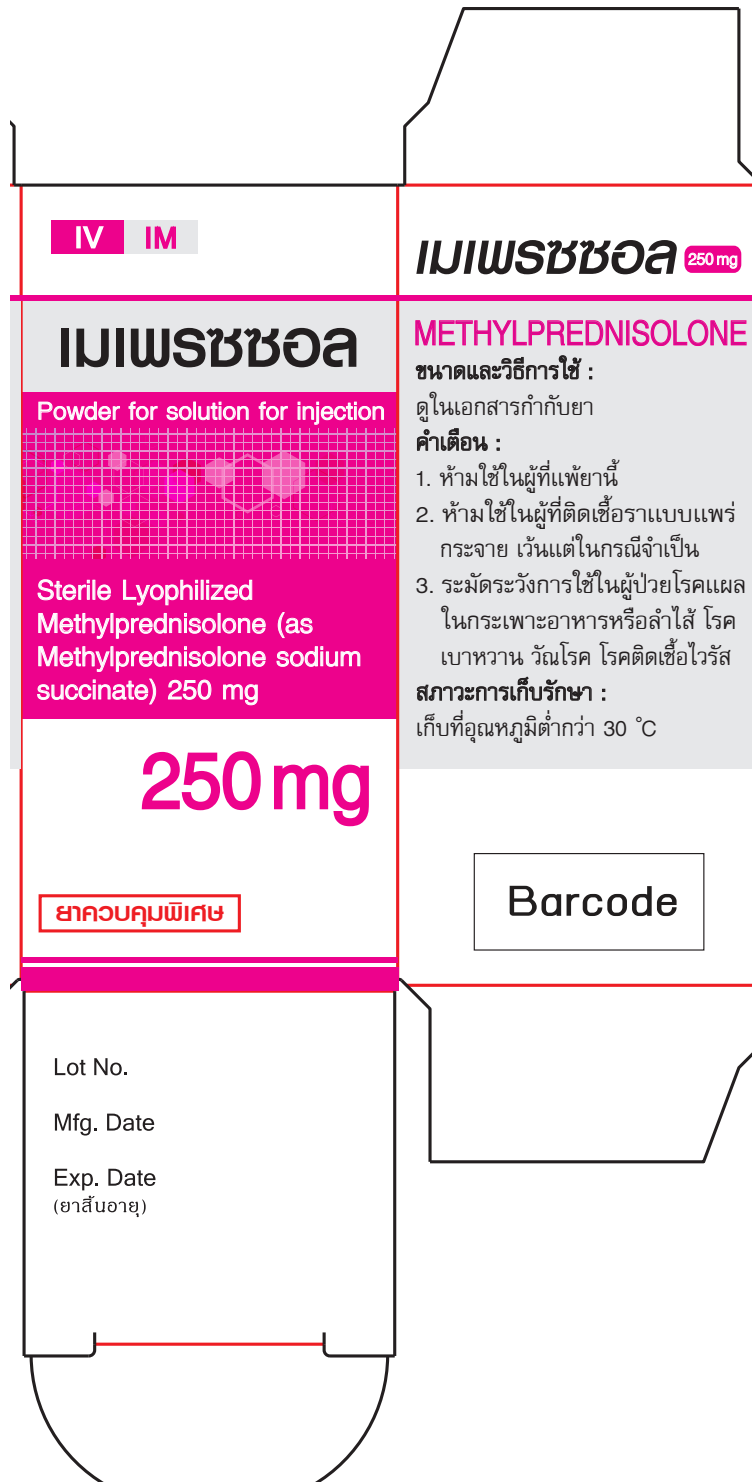 IV IM
เมเพรซซอล
Powder for solution for injection
Sterile Lyophilized
Methylprednisolone (as
Methylprednisolone sodium
succinate) 250 mg
250 mg
ยาควบคุมพิเศษ
Lot No.
Mfg. Date
Exp. Date
(ยาสิ้นอายุ)
เมเพรซซอล 250 mg
METHYLPREDNISOLONE
ขนาดและวิธีการใช้ :
ดูในเอกสารกำกับยา
คำเตือน :
1. ห้ามใช้ในผู้ที่แพ้ยานี้
2. ห้ามใช้ในผู้ที่ติดเชื้อราแบบแพร่
กระจาย เว้นแต่ในกรณีจำเป็น
3. ระมัดระวังการใช้ในผู้ป่วยโรคแผล
ในกระเพาะอาหารหรือลำไส้ โรค
เบาหวาน วัณโรค โรคติดเชื้อไวรัส
สภาวะการเก็บรักษา :
เก็บที่อุณหภูมิต่ำกว่า 30 °C
Barcode